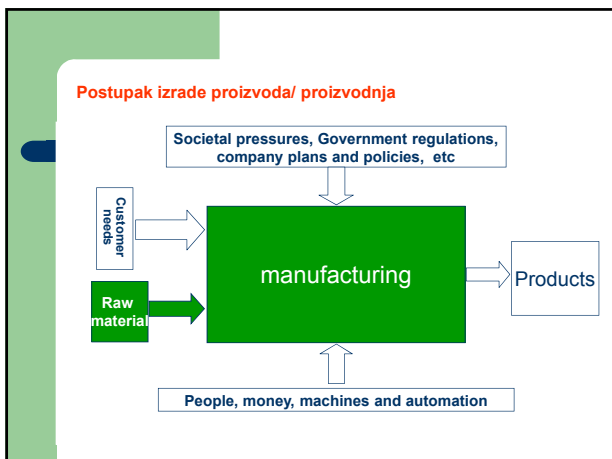 Postupak izrade proizvoda/ proizvodnja
Societal pressures, Government regulations,
company plans and policies, etc
Customer
needs
manufacturing
Products
Raw
material
People, money, machines and automation